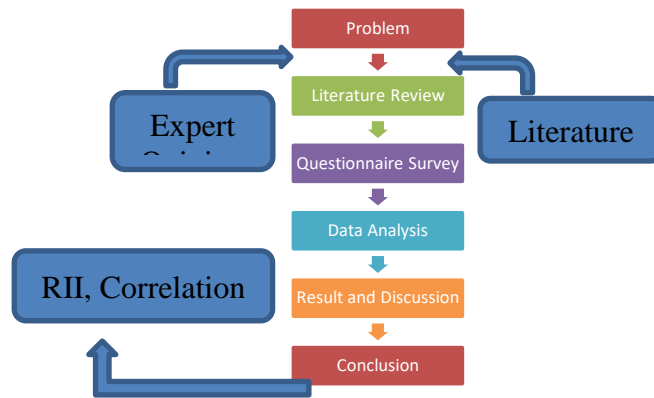 Problem
Literature Review
Expert
Literature
Questionnaire Survey
Data Analysis
RII, Correlation
Result and Discussion
Conclusion